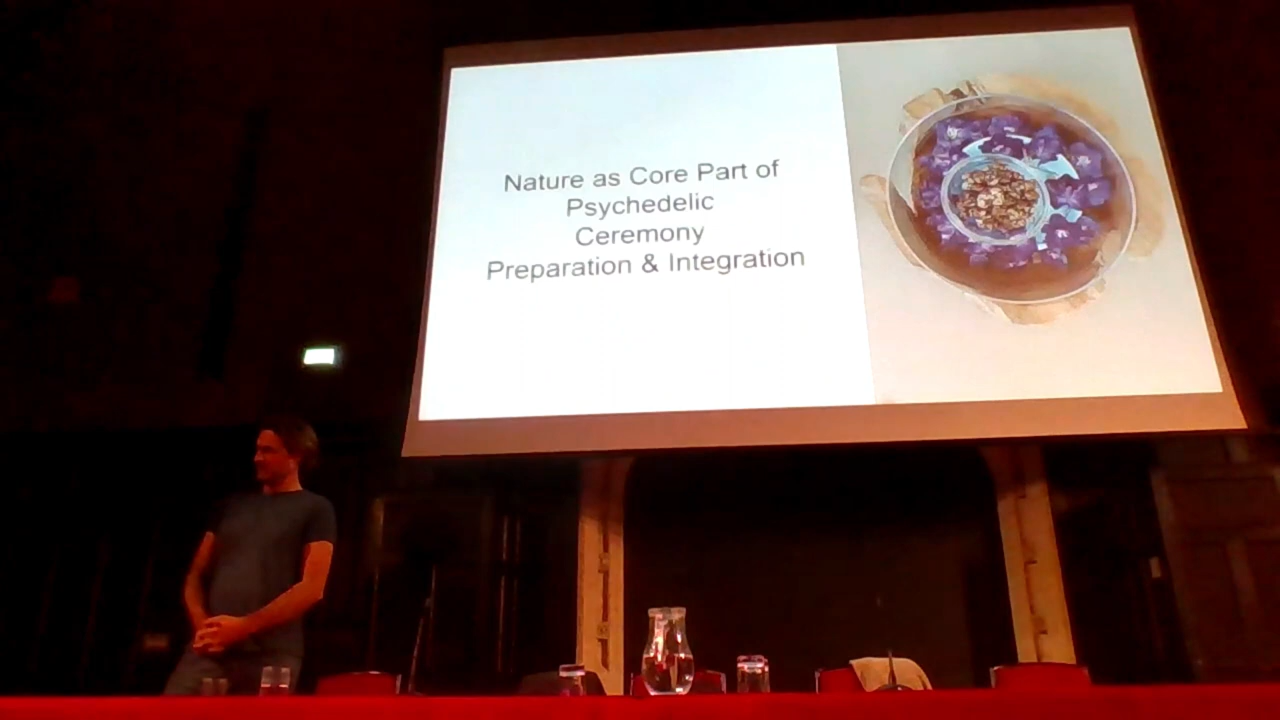 Nature as Core Part of
Psychedelic
Ceremony
Preparation & Integration